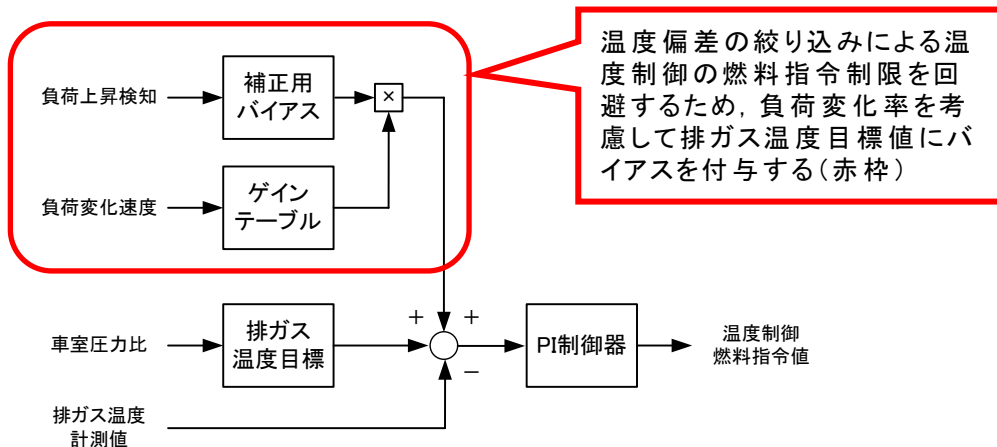 温度偏差の絞り込みによる温
度制御の燃料指令制限を回
避するため, 負荷変化率を考
慮して排ガス温度目標値にバ
イアスを付与する(赤枠)
負荷上昇検知
補正用
バイアス
×
負荷変化速度
ゲイン
テーブル
車室圧力比
排ガス
温度目標
+
+
−
PI制御器
温度制御
燃料指令値
排ガス温度
計測値